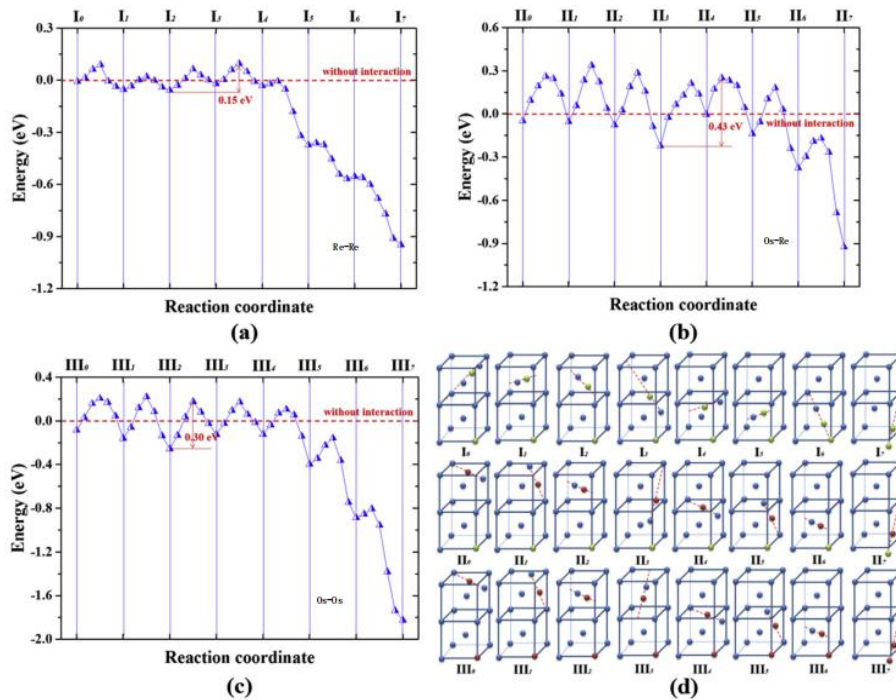 I₀ I₁ I₂ I₃ I₄ I₅ I₆ I₇
0.3
0.0
-0.3
-0.6
-0.9
-1.2
Energy (eV)
without interaction
0.15 eV
Re-Re
Reaction coordinate
(a)
II₀ II₁ II₂ II₃ II₄ II₅ II₆ II₇
0.6
0.3
0.0
-0.3
-0.6
-0.9
-1.2
Energy (eV)
without interaction
0.43 eV
Os-Re
Reaction coordinate
(b)
III₀ III₁ III₂ III₃ III₄ III₅ III₆ III₇
0.4
0.0
-0.4
-0.8
-1.2
-1.6
-2.0
Energy (eV)
without interaction
0.30 eV
Os-Os
Reaction coordinate
(c)
I₀ I₁ I₂ I₃ I₄ I₅ I₆ I₇
II₀ II₁ II₂ II₃ II₄ II₅ II₆ II₇
III₀ III₁ III₂ III₃ III₄ III₅ III₆ III₇
(d)